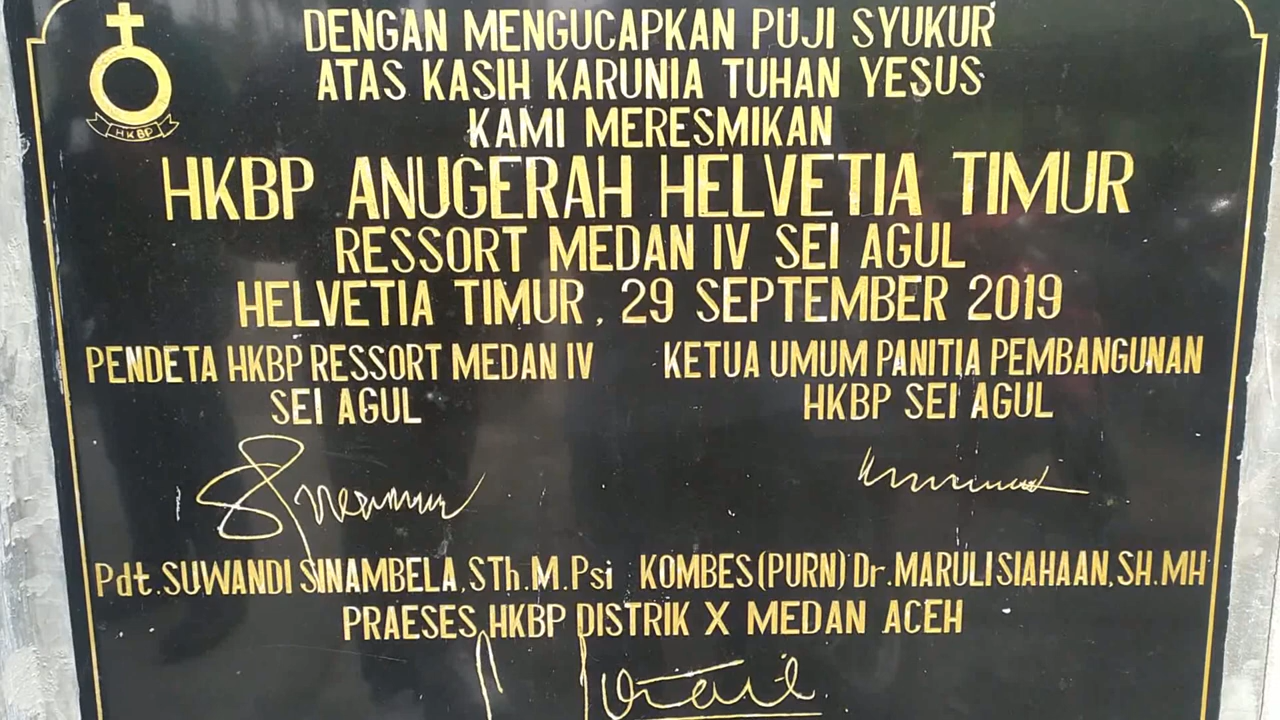 HKBP
DENGAN MENGUCAPKAN PUJI SYUKUR
ATAS KASIH KARUNIA TUHAN YESUS
KAMI MERESMIKAN
HKBP ANUGERAH HELVETIA TIMUR
RESSORT MEDAN IV SEI AGUL
HELVETIA TIMUR, 29 SEPTEMBER 2019
PENDETA HKBP RESSORT MEDAN IV
SEI AGUL
KETUA UMUM PANITIA PEMBANGUNAN
HKBP SEI AGUL
Pdt.SUWANDI SINAMBELA,STh.M.Psi
KOMBES(PURN) Dr.MARULI SIAHAAN,SH.MH
PRAESES HKBP DISTRIK X MEDAN ACEH